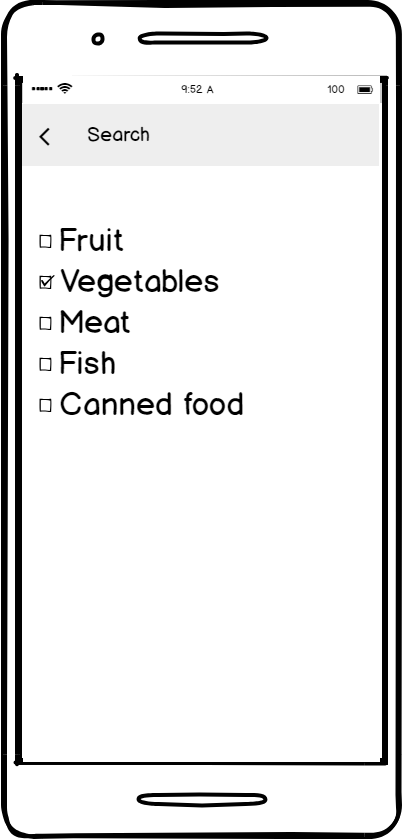 9:52 A 100
Search
Fruit
Vegetables
Meat
Fish
Canned food